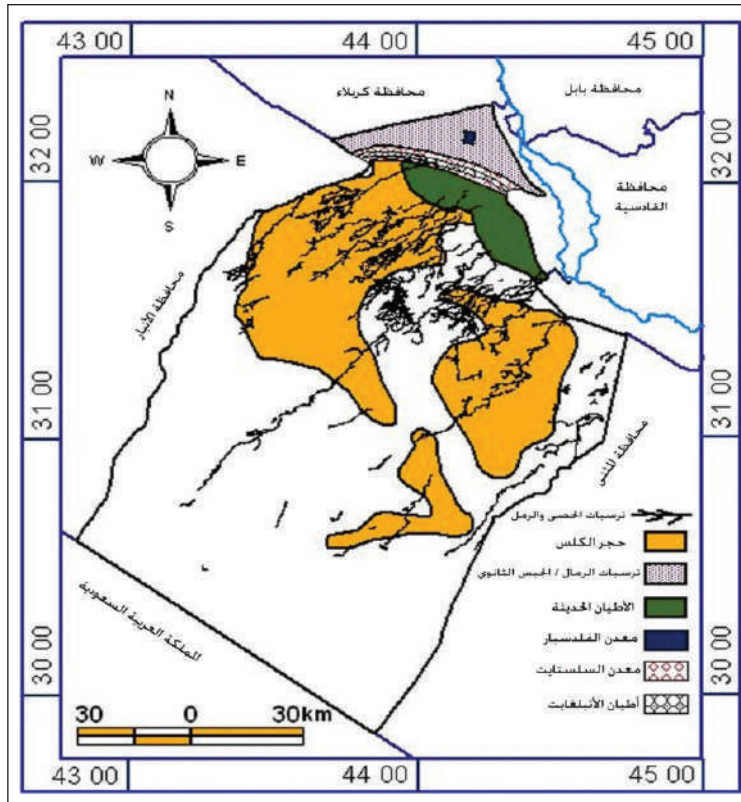 43 00 44 00 45 00
محافظة كربلاء
محافظة بابل
N
W E
S
32 00 32 00
محافظة
القادسية
محافظة الأنبار
31 00 31 00
محافظة المثنى
ترسبات الحصى والرمل
حجر الكلس
ترسبات الرمال / الجبس الثانوي
الأطيان الحديثة
معدن الفلدسبار
معدن السلستايت
أطيان الأتبلغايت
المملكة العربية السعودية
30 00 30 00
30 0 30km
43 00 44 00 45 00